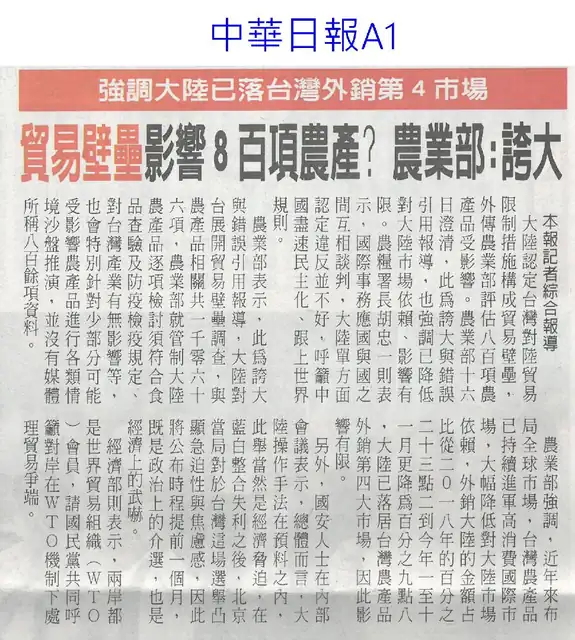 中華日報A1
強調大陸已落台灣外銷第4市場
貿易壁壘影響8百項農產？ 農業部：誇大
本報記者綜合報導
大陸認定台灣對陸貿易
限制措施構成貿易壁壘，
外傳農業部評估八百項農
產品受影響。農業部十六
日澄清，此為誇大與錯誤
引用報導，也強調已降低
對大陸市場依賴，影響有
限。農糧署長胡忠一則表
示，國際事務應國與國之
間互相談判，大陸單方面
認定違反並不好，呼籲中
國盡速民主化、跟上世界
規則。
農業部表示，此為誇大
與錯誤引用報導，大陸對
台展開貿易壁壘調查，與
農產品相關共一千零六十
六項，農業部就管制大陸
農產品逐項檢討須符合食
品查驗及防疫檢疫規定、
對台灣產業有無影響等，
也會特別針對少部分可能
受影響農產品進行各類情
境沙盤推演，並沒有媒體
所稱八百餘項資料。
農業部強調，近年來布
局全球市場，台灣農產品
已持續進軍高消費國際市
場，大幅降低對大陸市場
依賴，外銷大陸的金額占
比從二０一八年的百分之
二十三點二到今年一至十
一月更降為百分之九點八
，大陸已落居台灣農產品
外銷第四大市場，因此影
響有限。
另外，國安人士在內部
會議表示，總體而言，大
陸操作手法在預料之內，
此舉當然是經濟脅迫，在
藍白整合失利之後，北京
當局對於台灣這場選舉凸
顯急迫性與焦慮感，因此
將公布時程提前一個月，
既是政治上的介選，也是
經濟上的武嚇。
經濟部則表示，兩岸都
是世界貿易組織（WTO
）會員，請國民黨共同呼
籲對岸在WTO機制下處
理貿易爭端。